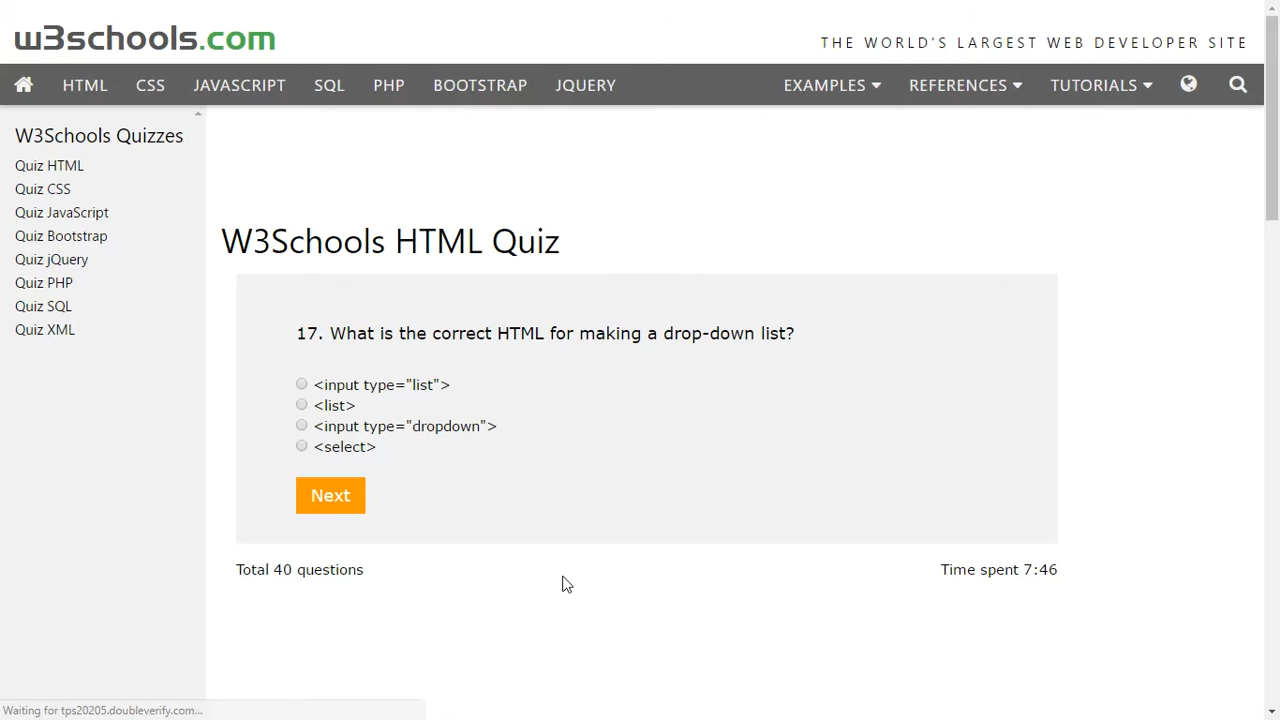 w3schools.com
THE WORLD'S LARGEST WEB DEVELOPER SITE
HTML CSS JAVASCRIPT SQL PHP BOOTSTRAP JQUERY EXAMPLES REFERENCES TUTORIALS
W3Schools Quizzes
Quiz HTML
Quiz CSS
Quiz JavaScript
Quiz Bootstrap
Quiz jQuery
Quiz PHP
Quiz SQL
Quiz XML
W3Schools HTML Quiz
17. What is the correct HTML for making a drop-down list?
<input type="list">
<list>
<input type="dropdown">
<select>
Next
Total 40 questions
Time spent 7:46
Waiting for tps20205.doubleverify.com...